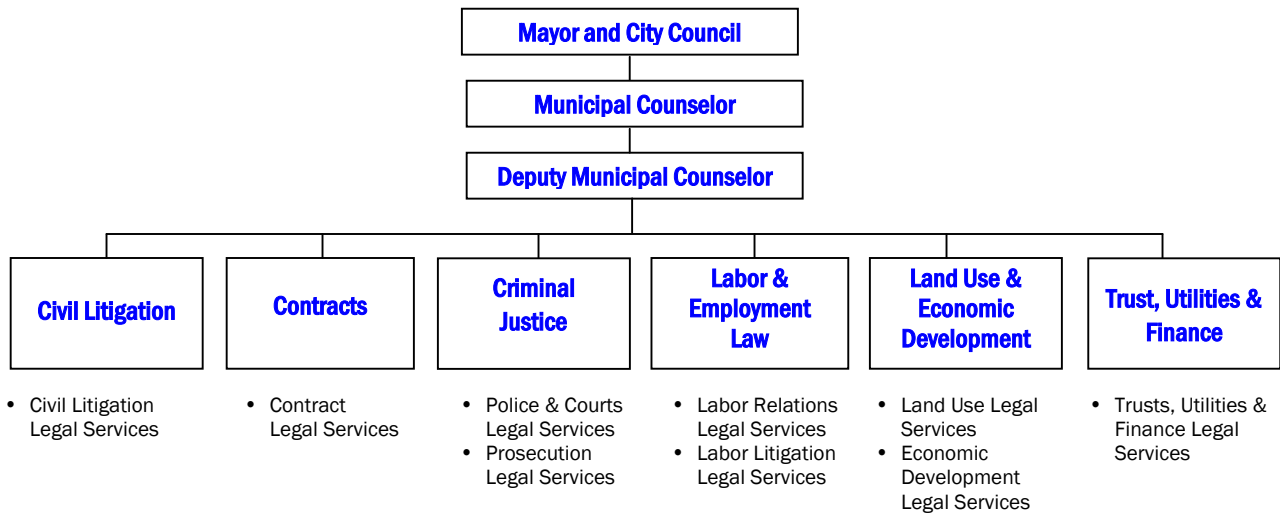 Mayor and City Council
Municipal Counselor
Deputy Municipal Counselor
Civil Litigation
Contracts
Criminal
Justice
Labor &
Employment
Law
Land Use &
Economic
Development
Trust, Utilities &
Finance
• Civil Litigation
Legal Services
• Contract
Legal Services
• Police & Courts
Legal Services
• Prosecution
Legal Services
• Labor Relations
Legal Services
• Labor Litigation
Legal Services
• Land Use Legal
Services
• Economic
Development
Legal Services
• Trusts, Utilities &
Finance Legal
Services